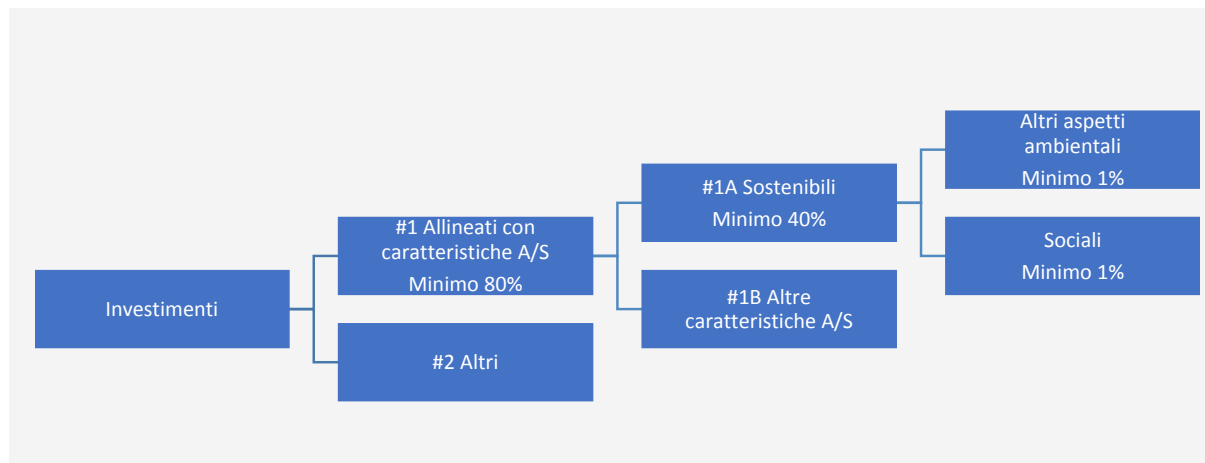 Investimenti
#1 Allineati con
caratteristiche A/S
Minimo 80%
#2 Altri
#1A Sostenibili
Minimo 40%
#1B Altre
caratteristiche A/S
Altri aspetti
ambientali
Minimo 1%
Sociali
Minimo 1%